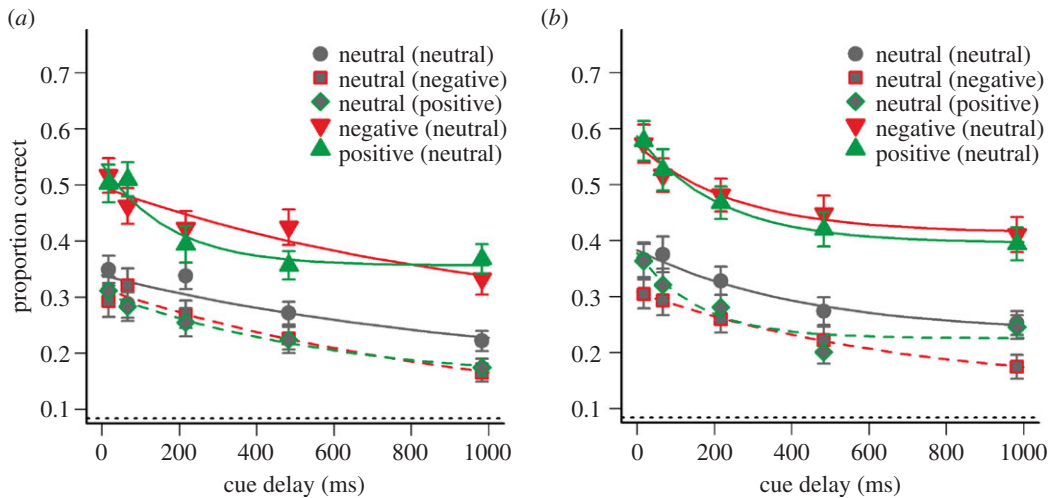 (a)
neutral (neutral)
neutral (negative)
neutral (positive)
negative (neutral)
positive (neutral)
0.7
0.6
0.5
0.4
0.3
0.2
0.1
proportion correct
0 200 400 600 800 1000
cue delay (ms)
(b)
neutral (neutral)
neutral (negative)
neutral (positive)
negative (neutral)
positive (neutral)
0.7
0.6
0.5
0.4
0.3
0.2
0.1
0 200 400 600 800 1000
cue delay (ms)